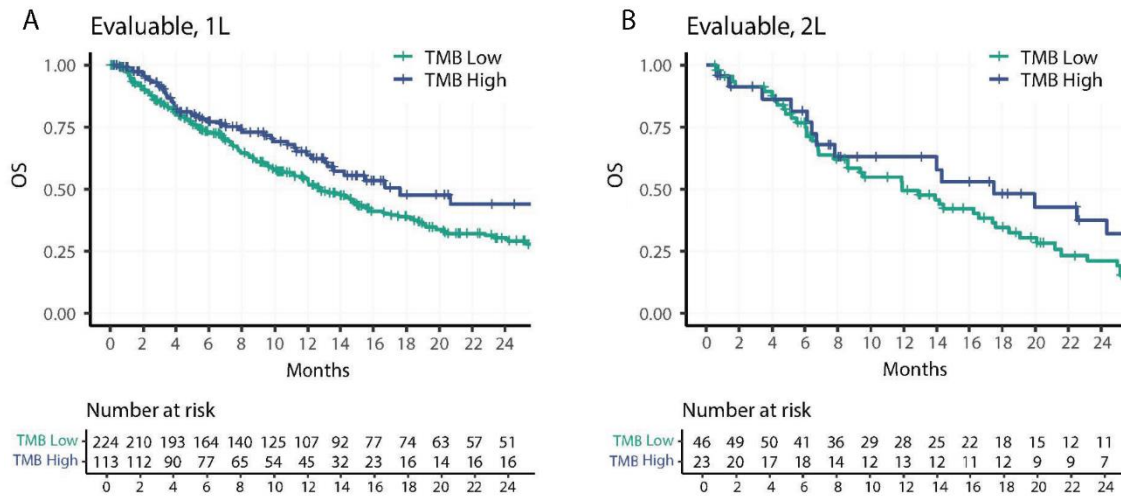 A
Evaluable, 1L
TMB Low
TMB High
1.00
0.75
0.50
0.25
0.00
OS
0 2 4 6 8 10 12 14 16 18 20 22 24
Months
Number at risk
TMB Low 224 210 193 164 140 125 107 92 77 74 63 57 51
TMB High 113 112 90 77 65 54 45 32 23 16 14 16 16
0 2 4 6 8 10 12 14 16 18 20 22 24
B
Evaluable, 2L
TMB Low
TMB High
1.00
0.75
0.50
0.25
0.00
OS
0 2 4 6 8 10 12 14 16 18 20 22 24
Months
Number at risk
TMB Low 46 49 50 41 36 29 28 25 22 18 15 12 11
TMB High 23 20 17 18 14 12 13 12 11 12 9 9 7
0 2 4 6 8 10 12 14 16 18 20 22 24